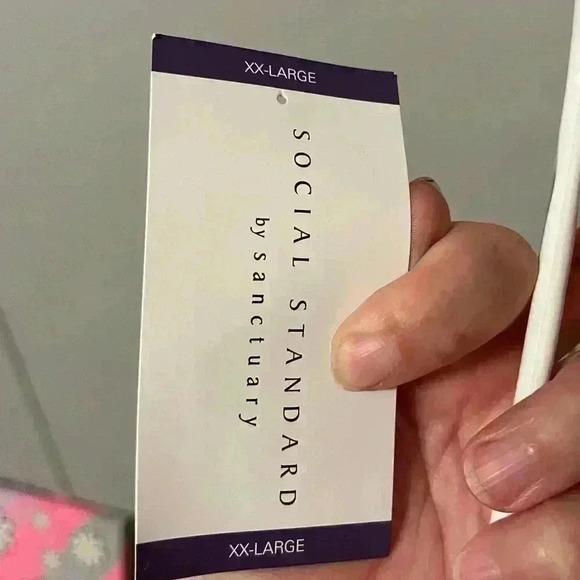 XX-LARGE
SOCIAL STANDARD
by sanctuary
XX-LARGE